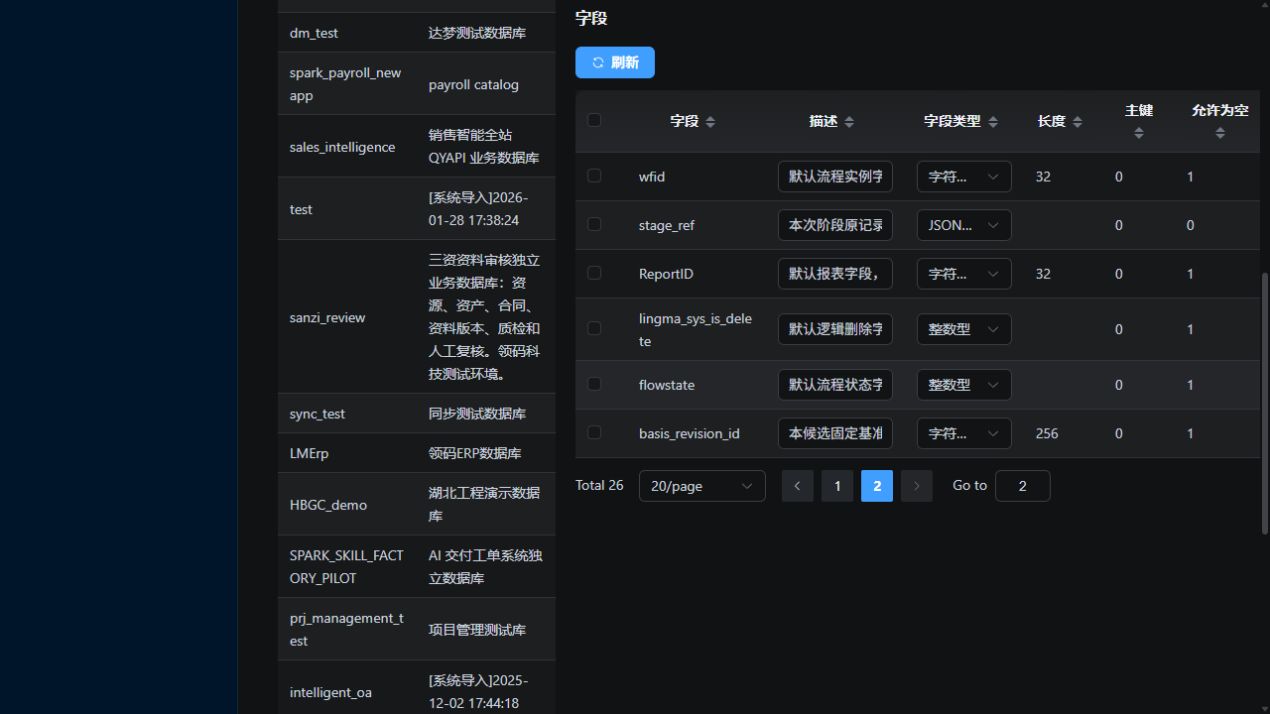 dm_test
达梦测试数据库
spark_payroll_new
app
payroll catalog
sales_intelligence
销售智能全站
QYAPI 业务数据库
test
[系统导入]2026-
01-28 17:38:24
sanzi_review
三资资料审核独立
业务数据库：资
源、资产、合同、
资料版本、质检和
人工复核。领码科
技测试环境。
sync_test
同步测试数据库
LMErp
领码ERP数据库
HBGC_demo
湖北工程演示数据
库
SPARK_SKILL_FACT
ORY_PILOT
AI 交付工单系统独
立数据库
prj_management_t
est
项目管理测试库
intelligent_oa
[系统导入]2025-
12-02 17:44:18
字段
刷新
字段 描述 字段类型 长度 主键 允许为空
wfid 默认流程实例字 字符... 32 0 1
stage_ref 本次阶段原记录 JSON... 0 0
ReportID 默认报表字段， 字符... 32 0 1
lingma_sys_is_dele
te
默认逻辑删除字 整数型 0 1
flowstate 默认流程状态字 整数型 0 1
basis_revision_id 本候选固定基准 字符... 256 0 1
Total 26 20/page 1 2 Go to 2